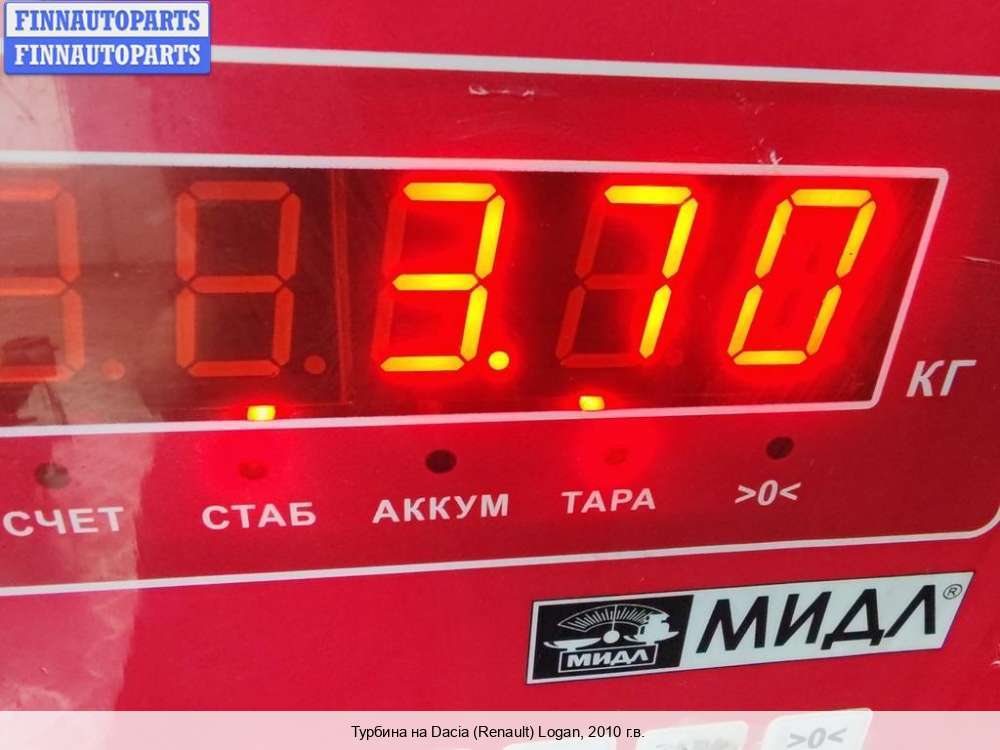 FINNAUTOPARTS
FINNAUTOPARTS
3.70
КГ
СЧЕТ СТАБ АККУМ ТАРА >0<
МИДЛ МИДЛ®
Турбина на Dacia (Renault) Logan, 2010 г.в.
>0<